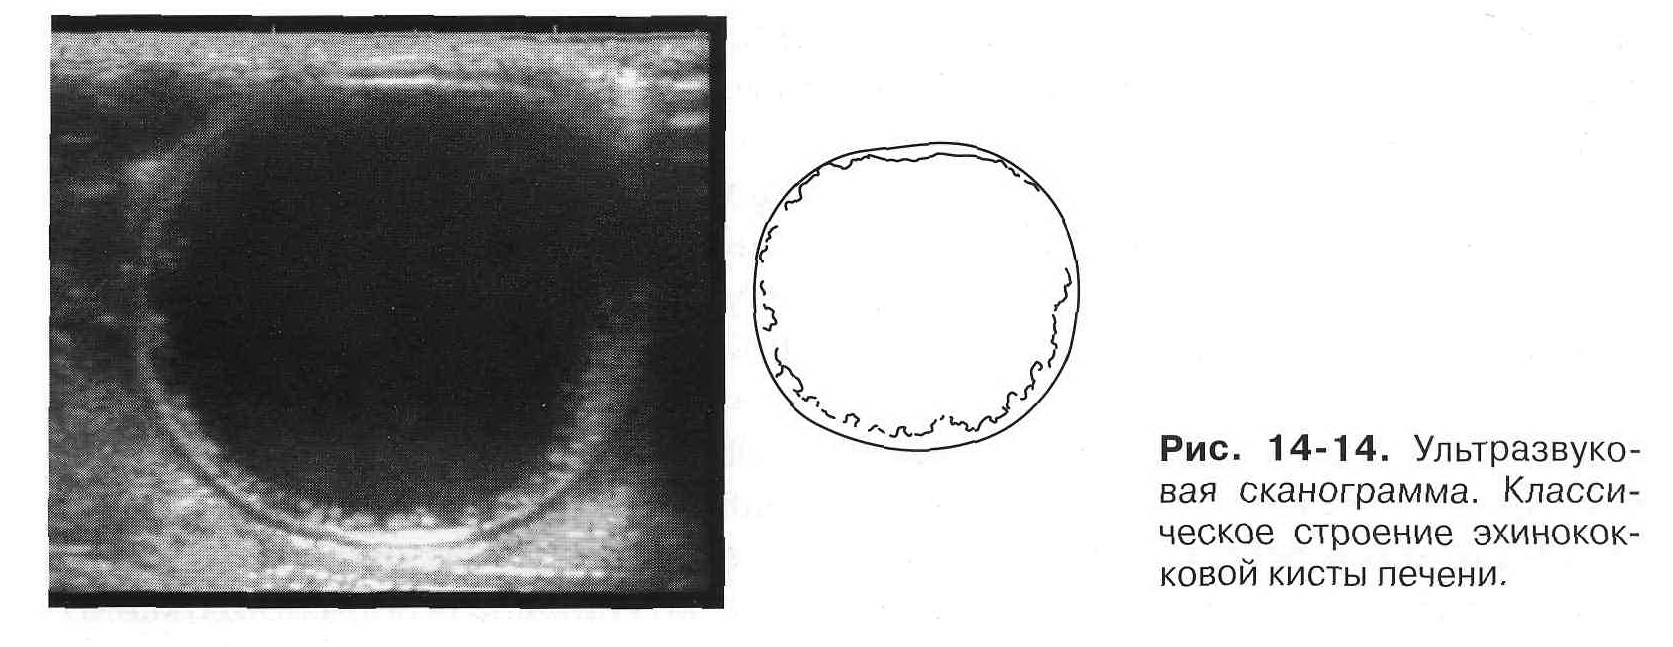 Рис. 14-14. Ультразвуко-
вая сканограмма. Класси-
ческое строение эхинокок-
ковой кисты печени.